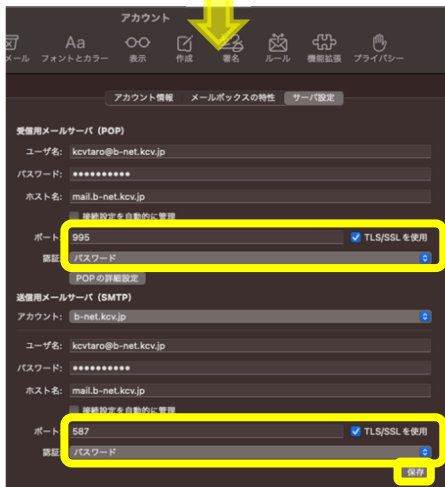 アカウント
メール フォントとカラー 表示 作成 署名 ルール 機能拡張 プライバシー
アカウント情報 メールボックスの特性 サーバ設定
受信用メールサーバ（POP）
ユーザ名: kcvtaro@b-net.kcv.jp
パスワード: ••••••••••
ホスト名: mail.b-net.kcv.jp
接続設定を自動的に管理
ポート 995 TLS/SSL を使用
認証 パスワード
POP の詳細設定
送信用メールサーバ（SMTP）
アカウント: b-net.kcv.jp
ユーザ名: kcvtaro@b-net.kcv.jp
パスワード: ••••••••••
ホスト名: mail.b-net.kcv.jp
接続設定を自動的に管理
ポート 587 TLS/SSL を使用
認証 パスワード
保存